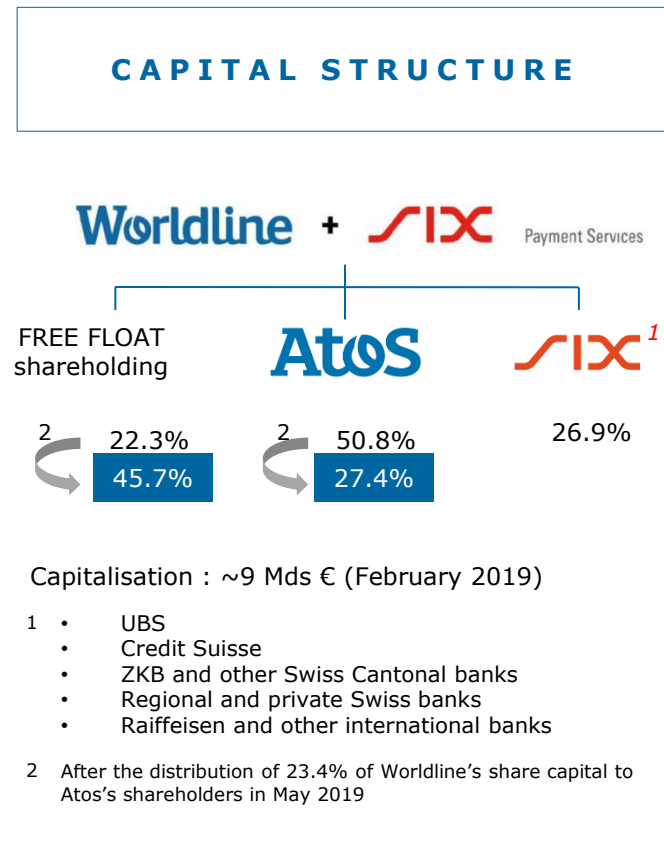 CAPITAL STRUCTURE
Worldline + SIX Payment Services
FREE FLOAT
shareholding
Atos
SIX 1
2 22.3%
45.7%
2 50.8%
27.4%
26.9%
Capitalisation : ~9 Mds € (February 2019)
1 • UBS
• Credit Suisse
• ZKB and other Swiss Cantonal banks
• Regional and private Swiss banks
• Raiffeisen and other international banks
2 After the distribution of 23.4% of Worldline's share capital to
Atos's shareholders in May 2019